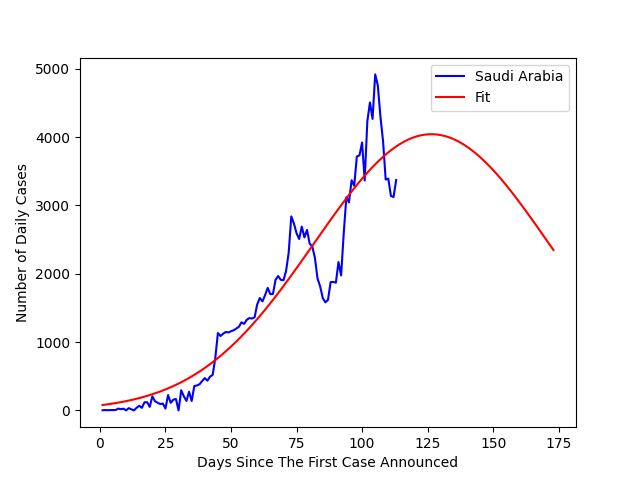 Saudi Arabia
Fit
5000
4000
3000
2000
1000
0
Number of Daily Cases
0 25 50 75 100 125 150 175
Days Since The First Case Announced